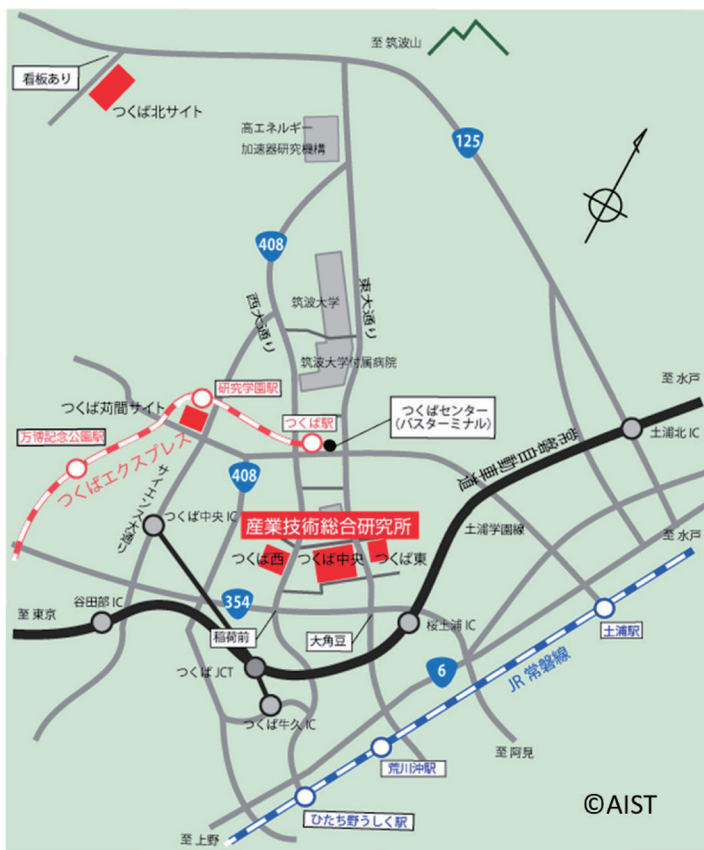 至 筑波山
看板あり
つくば北サイト
高エネルギー
加速器研究機構
125
408
西大通り
筑波大学
東大通り
筑波大学付属病院
至 水戸
研究学園駅
つくば苅間サイト
つくば駅
つくばセンター
(バスターミナル)
万博記念公園駅
つくばエクスプレス
土浦北 IC
常磐自動車道
408
サイエンス大通り
つくば中央 IC
産業技術総合研究所
土浦学園線
至 水戸
つくば西
つくば中央
つくば東
至 東京
谷田部 IC
354
稲荷前
大角豆
桜土浦 IC
土浦駅
つくば JCT
6
JR 常磐線
つくば牛久 IC
至 阿見
荒川沖駅
ひたち野うしく駅
©AIST
至 上野